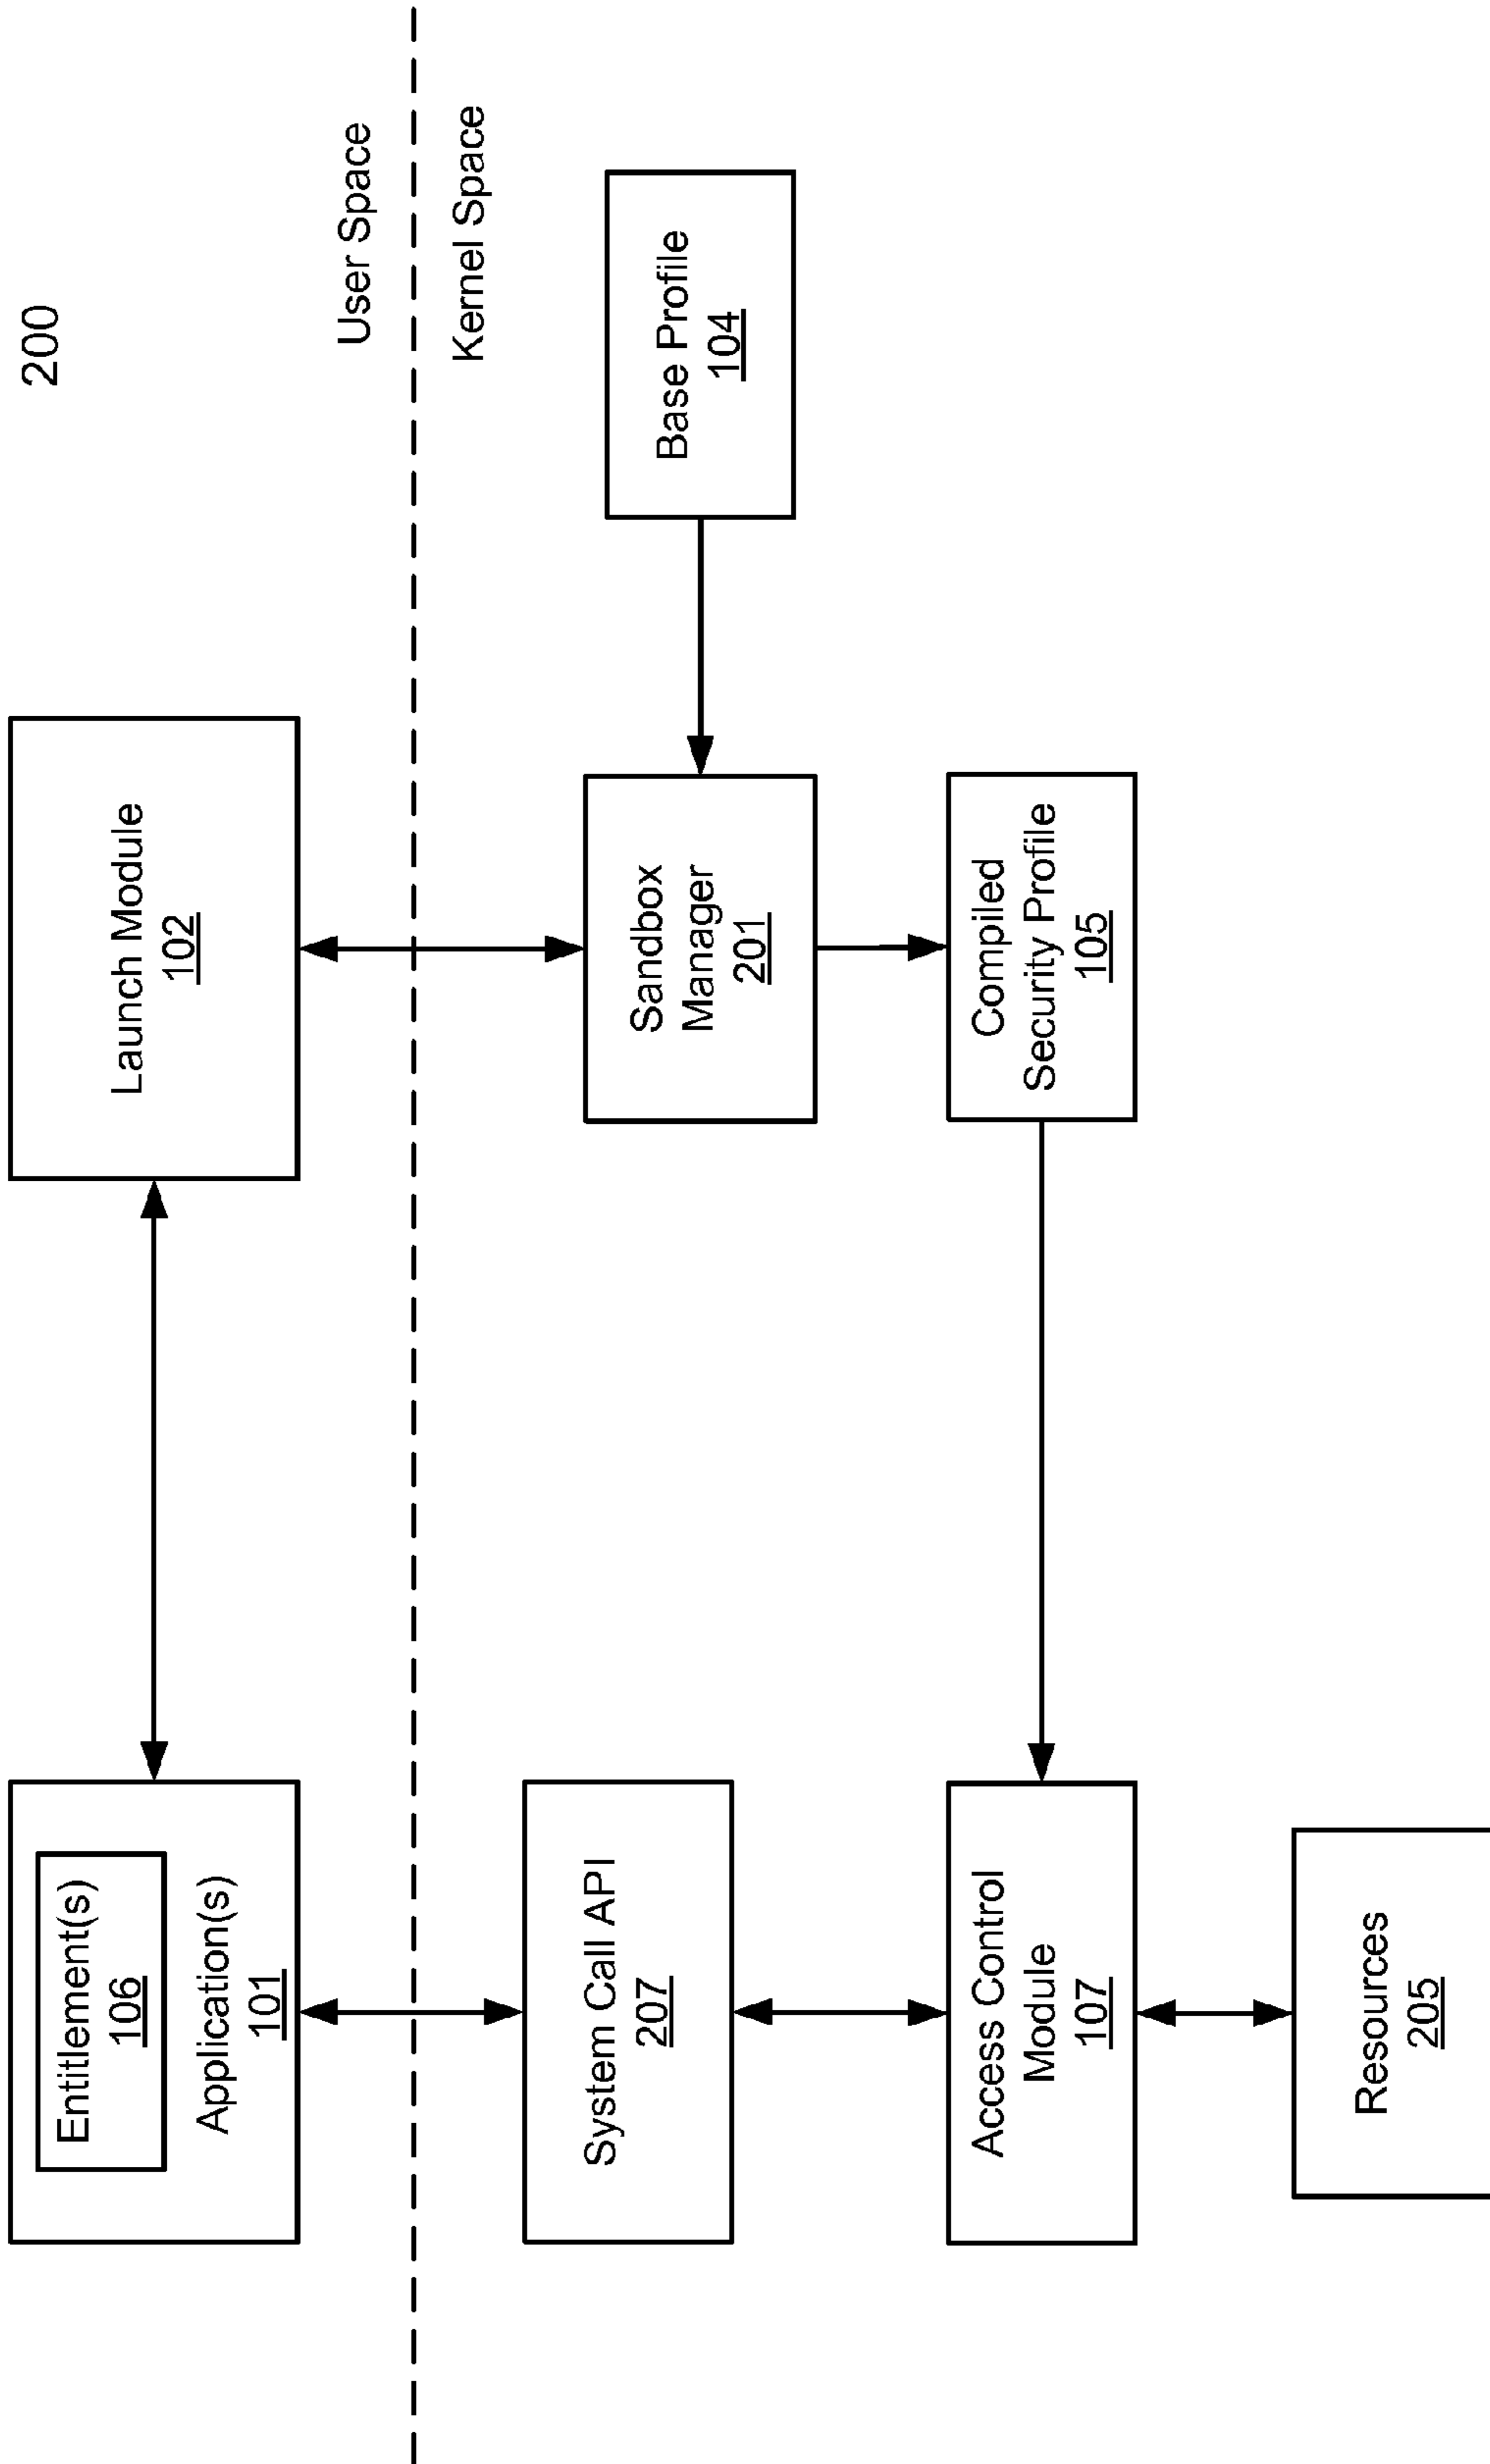 200
User Space
Kernel Space
Entitlement(s)
106
Application(s)
101
Launch Module
102
System Call API
207
Sandbox
Manager
201
Base Profile
104
Access Control
Module
107
Compiled
Security Profile
105
Resources
205